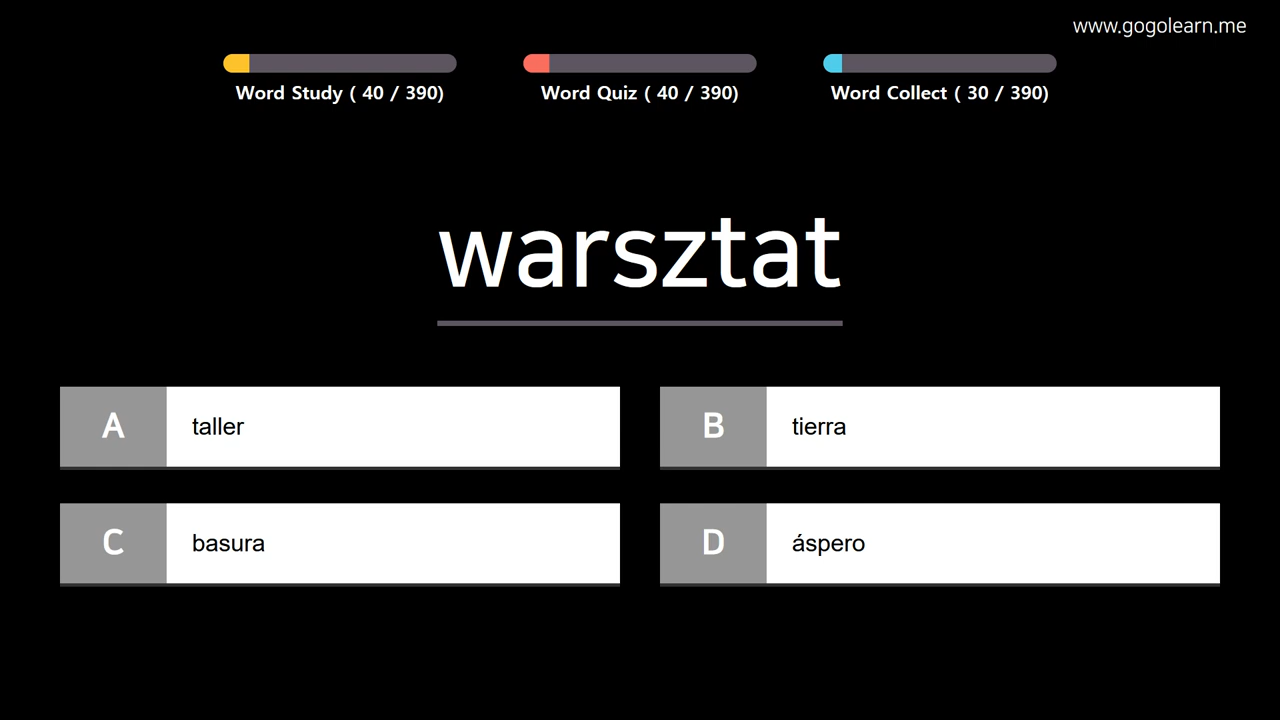 www.gogolearn.me
Word Study ( 40 / 390)
Word Quiz ( 40 / 390)
Word Collect ( 30 / 390)
warsztat
A taller
B tierra
C basura
D áspero